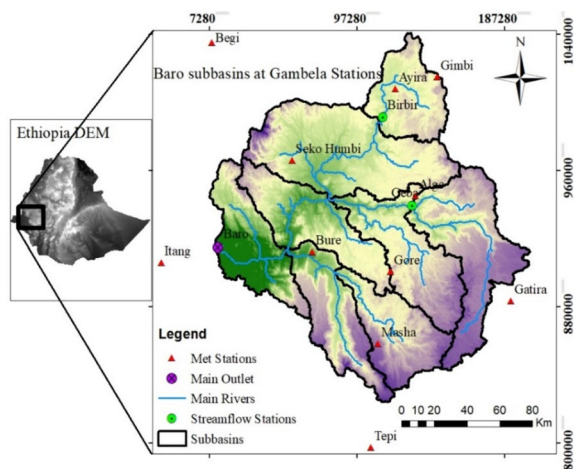 7280 97280 187280
Begi
N
Baro subbasins at Gambela Stations
Gimbi
Ayira
Birbir
Ethiopia DEM
Seko Humbi
Alge
Geba
Baro
Bure
Itang
Gore
Gatira
Legend
Met Stations
Main Outlet
Main Rivers
Streamflow Stations
Subbasins
Masha
Tepi
0 10 20 40 60 80
Km
1040000
960000
880000
800000